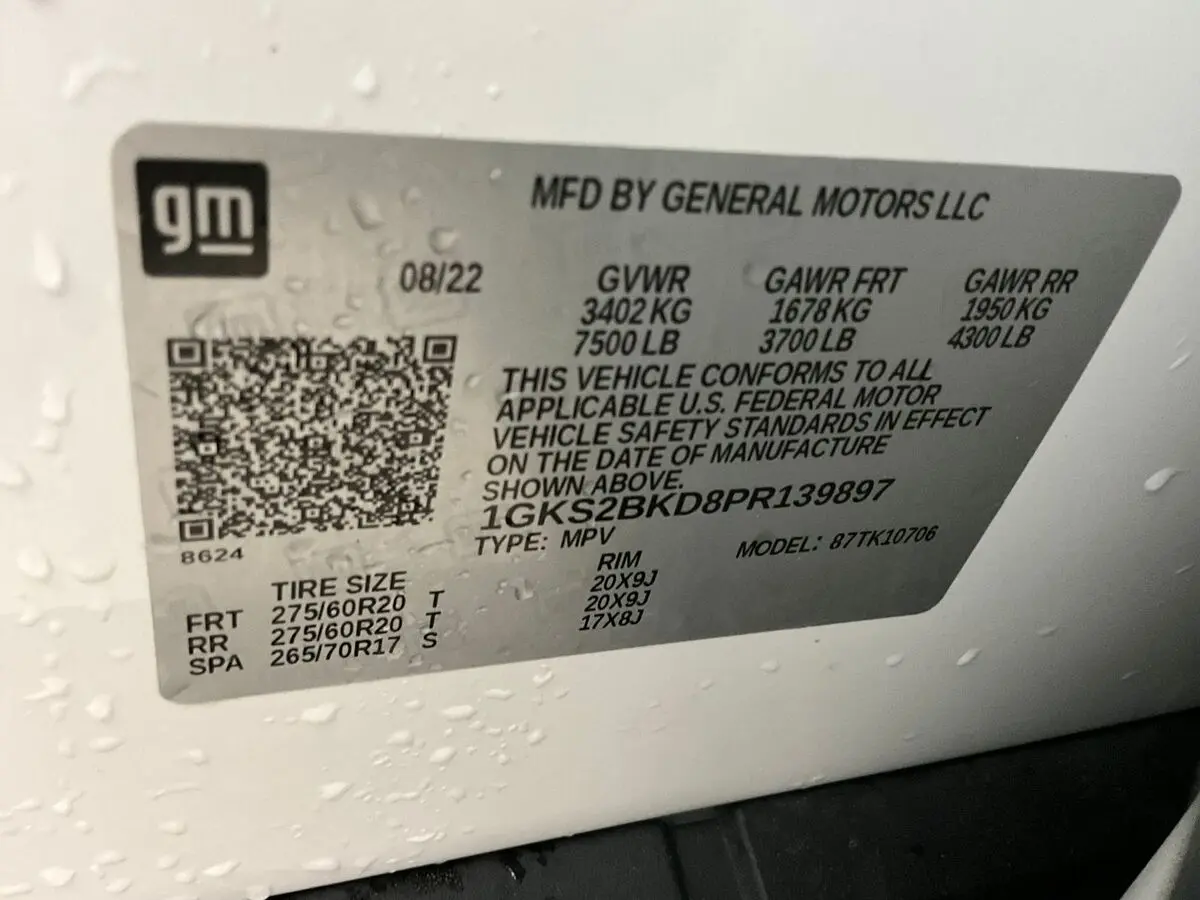 gm
MFD BY GENERAL MOTORS LLC
08/22 GVWR GAWR FRT GAWR RR
3402 KG 1678 KG 1950 KG
7500 LB 3700 LB 4300 LB
THIS VEHICLE CONFORMS TO ALL
APPLICABLE U.S. FEDERAL MOTOR
VEHICLE SAFETY STANDARDS IN EFFECT
ON THE DATE OF MANUFACTURE
SHOWN ABOVE.
1GKS2BKD8PR139897
TYPE: MPV MODEL: 87TK10706
8624
TIRE SIZE RIM
FRT 275/60R20 T 20X9J
RR 275/60R20 T 20X9J
SPA 265/70R17 S 17X8J